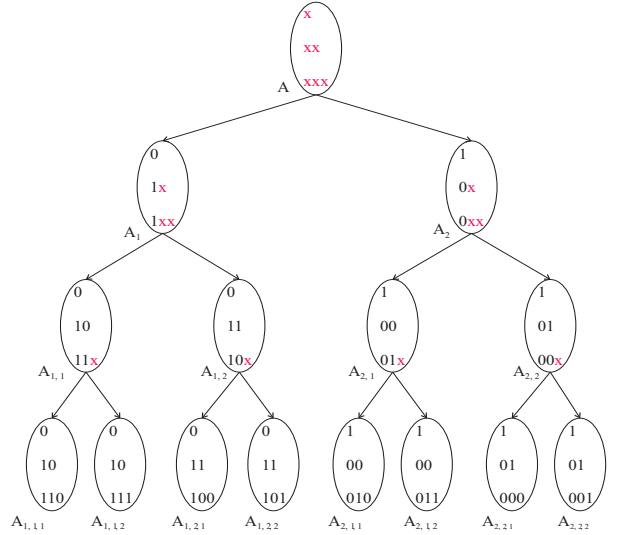 x
xx
xxx
A
0
1x
1xx
A1
1
0x
0xx
A2
0
10
11x
A1, 1
0
11
10x
A1, 2
1
00
01x
A2, 1
1
01
00x
A2, 2
0
10
110
A1, 1, 1
0
10
111
A1, 1, 2
0
11
100
A1, 2 1
0
11
101
A1, 2 2
1
00
010
A2, 1, 1
1
00
011
A2, 1, 2
1
01
000
A2, 2 1
1
01
001
A2, 2 2